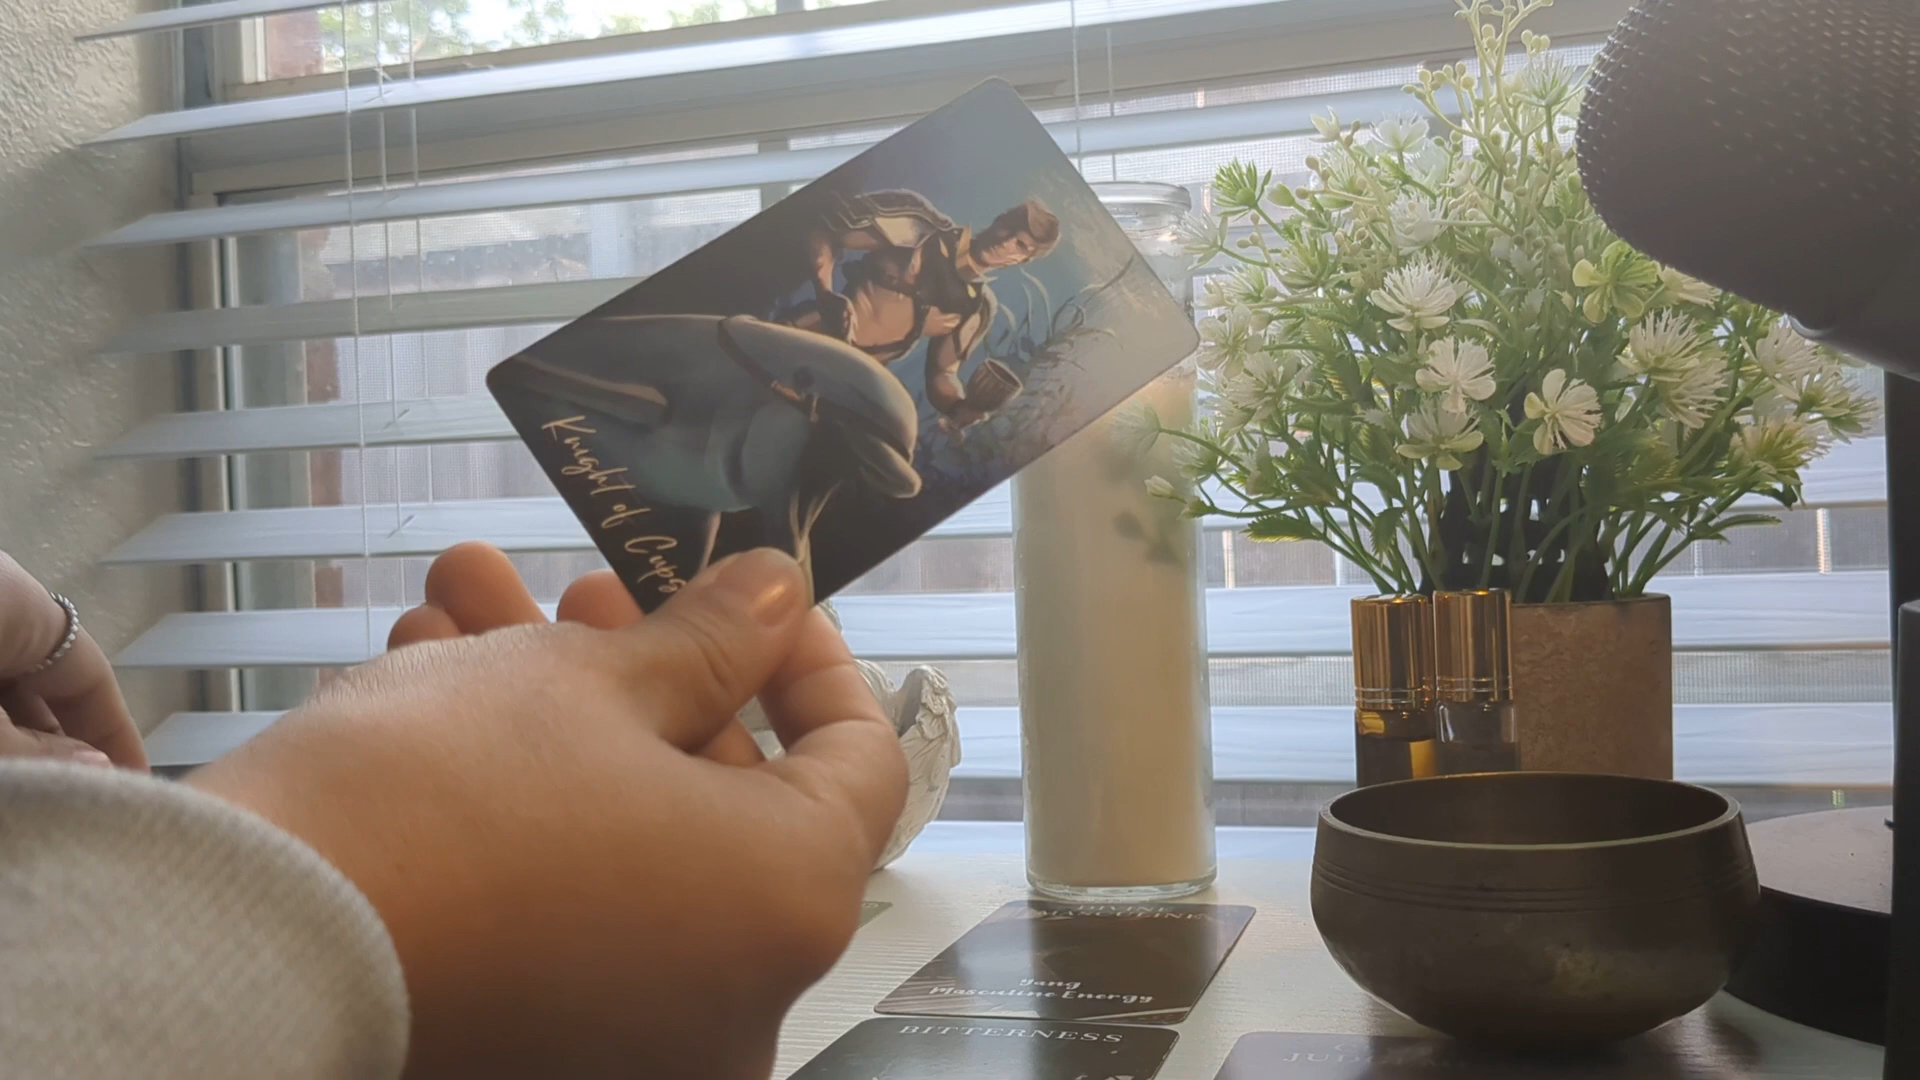 Knight of Cups
DIVINE
MASCULINE
Yang
Masculine Energy
BITTERNESS